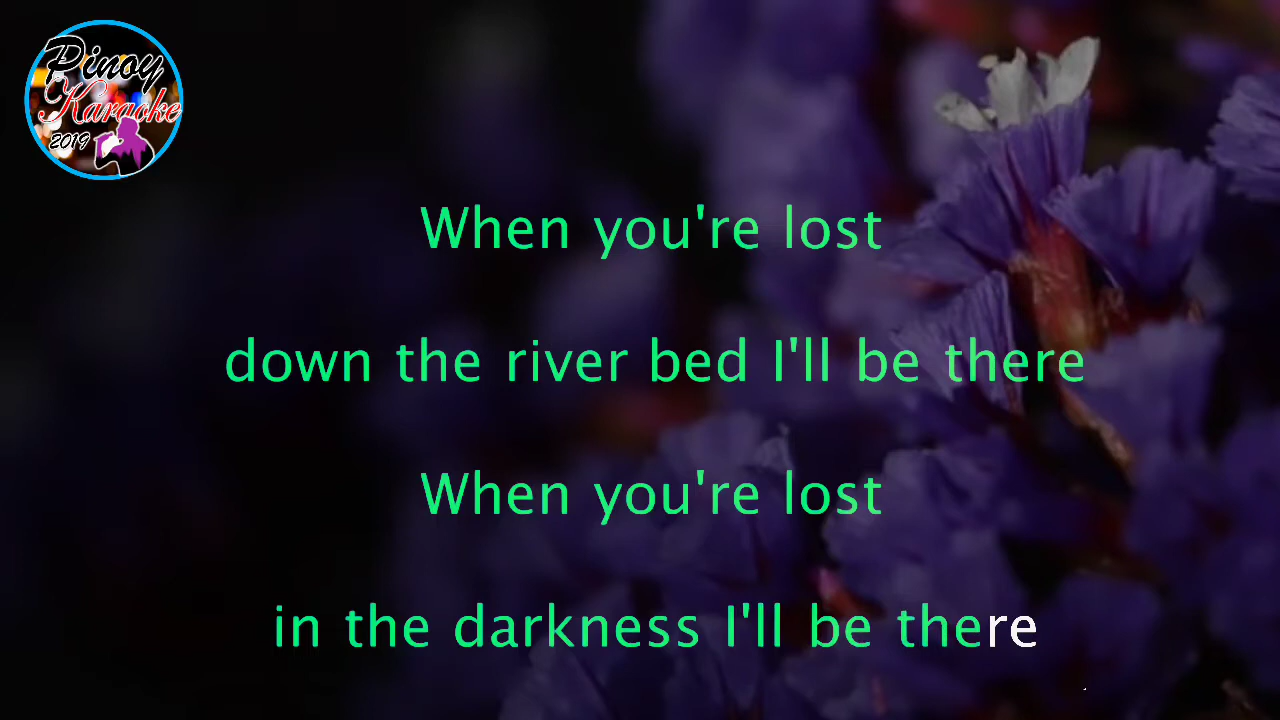 Pinoy
Karaoke
2019
When you're lost
down the river bed I'll be there
When you're lost
in the darkness I'll be there